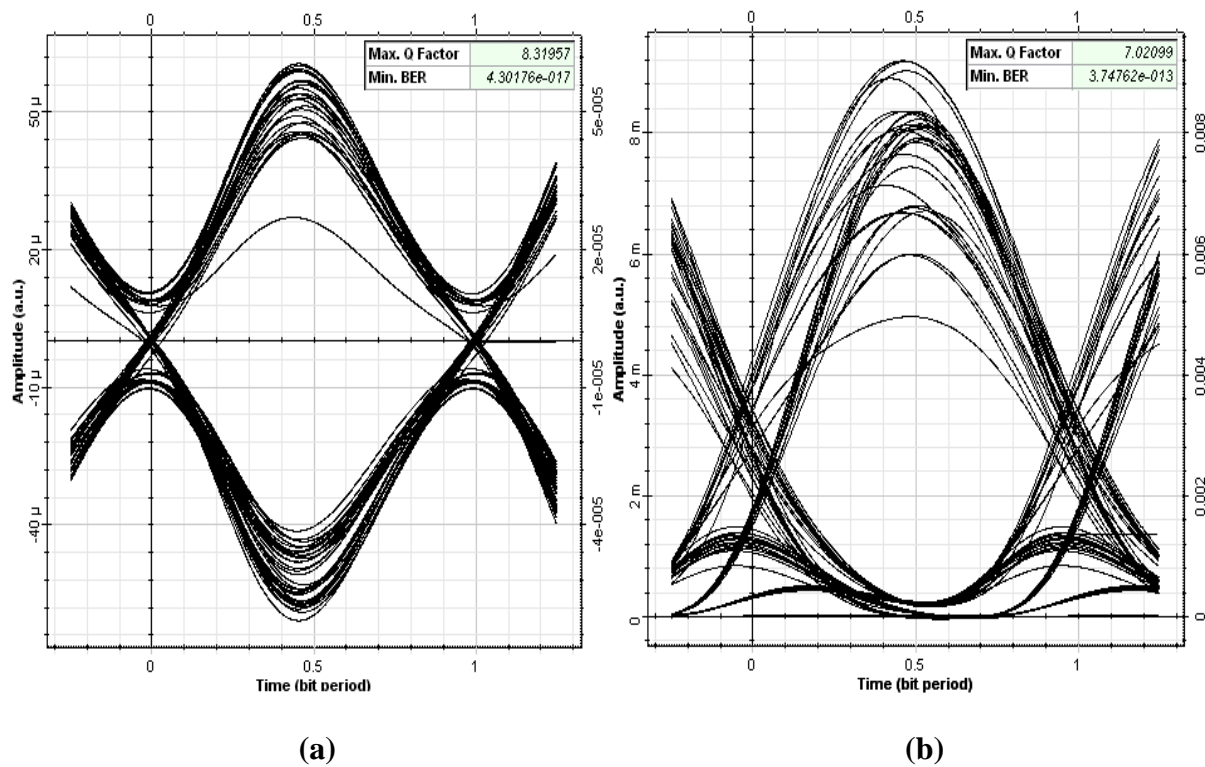 0 0.5 1
Max. Q Factor 8.31957
Min. BER 4.30176e-017
Amplitude (a.u.)
50 µ
20 µ
-10 µ
-40 µ
5e-005
2e-005
-1e-005
-4e-005
0 0.5 1
Time (bit period)
(a)
0 0.5 1
Max. Q Factor 7.02099
Min. BER 3.74762e-013
Amplitude (a.u.)
8 m
6 m
4 m
2 m
0
0.008
0.006
0.004
0.002
0
0 0.5 1
Time (bit period)
(b)